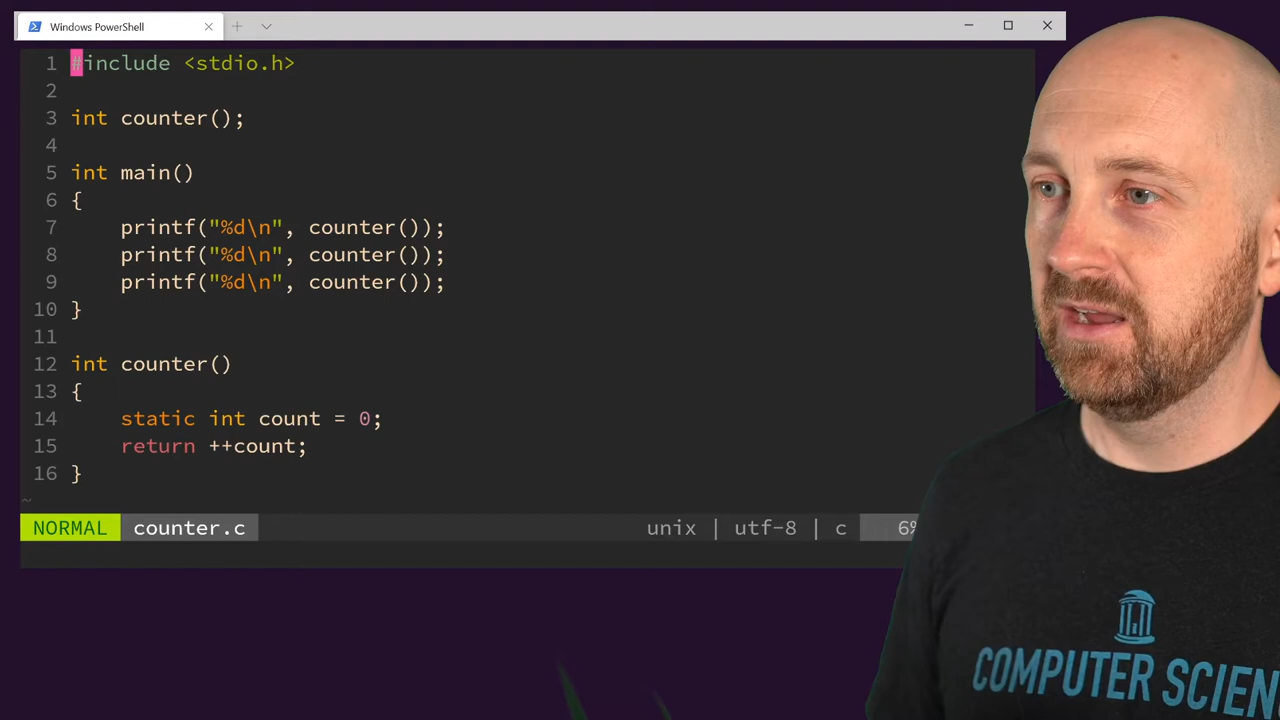 Windows PowerShell
1 #include <stdio.h>
2
3 int counter();
4
5 int main()
6 {
7     printf("%d\n", counter());
8     printf("%d\n", counter());
9     printf("%d\n", counter());
10 }
11
12 int counter()
13 {
14     static int count = 0;
15     return ++count;
16 }
~
NORMAL counter.c unix | utf-8 | c 6%
COMPUTER SCIEN